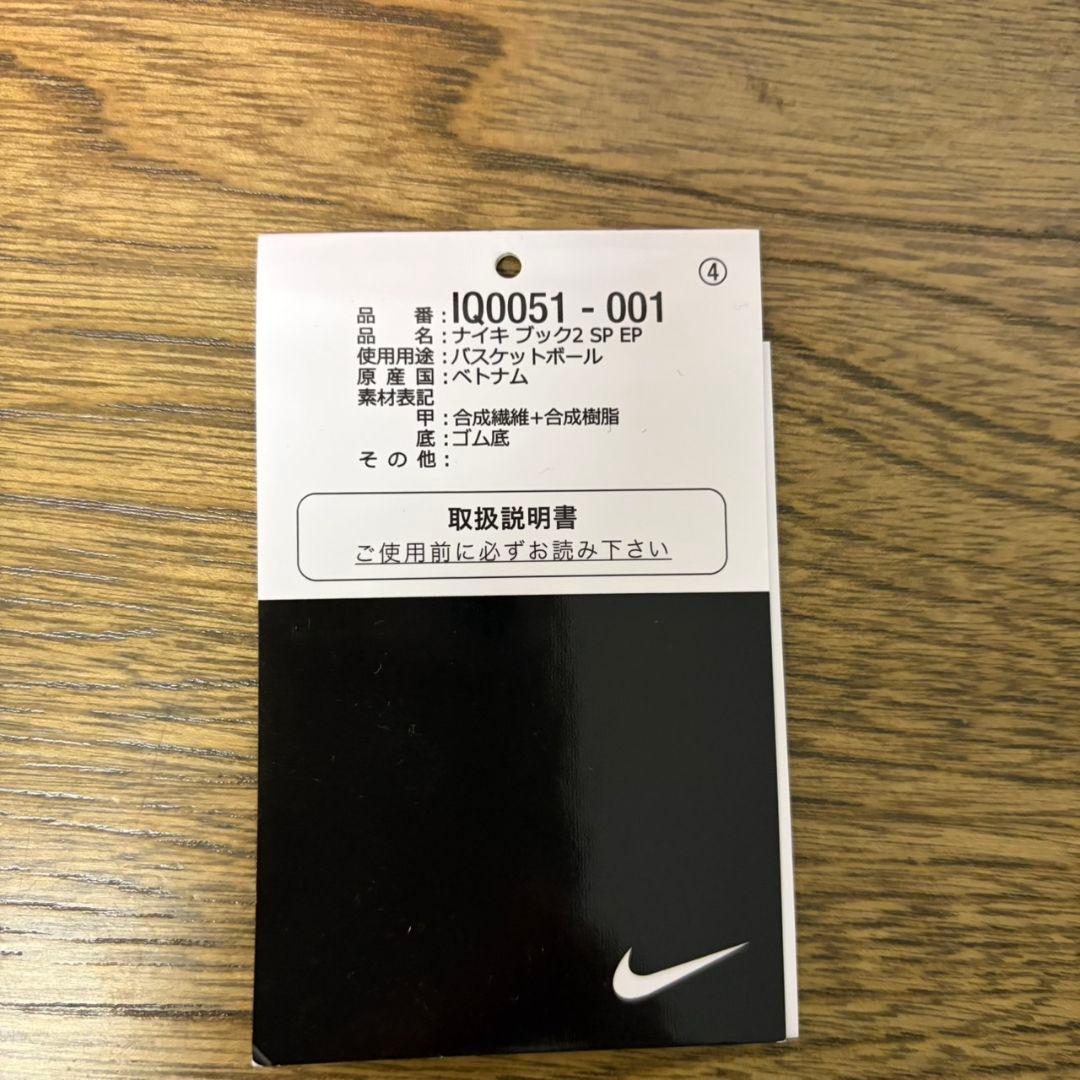 ④
品番:IQ0051 - 001
品名:ナイキ ブック2 SP EP
使用用途:バスケットボール
原産国:ベトナム
素材表記
甲:合成繊維+合成樹脂
底:ゴム底
その他:
取扱説明書
ご使用前に必ずお読み下さい